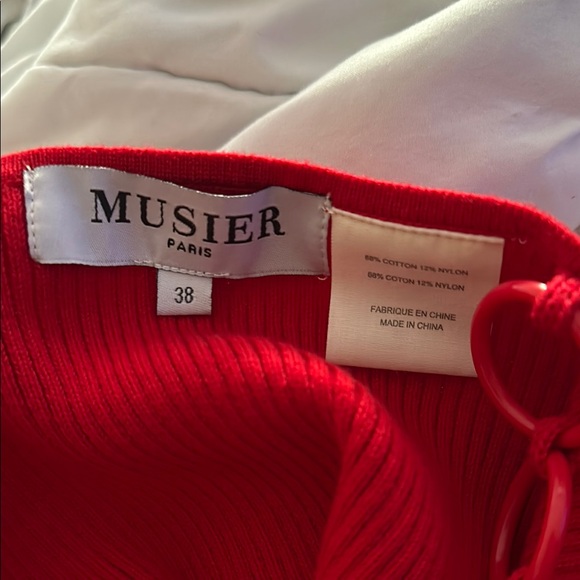 MUSIER
PARIS
38
88% COTTON 12% NYLON
88% COTON 12% NYLON
FABRIQUE EN CHINE
MADE IN CHINA